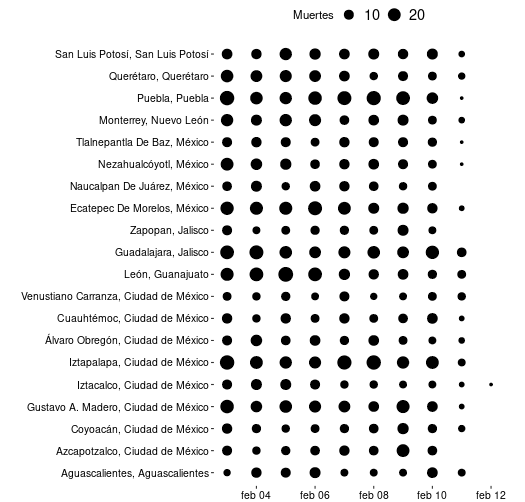 Muertes 10 20
San Luis Potosí, San Luis Potosí
Querétaro, Querétaro
Puebla, Puebla
Monterrey, Nuevo León
Tlalnepantla De Baz, México
Nezahualcóyotl, México
Naucalpan De Juárez, México
Ecatepec De Morelos, México
Zapopan, Jalisco
Guadalajara, Jalisco
León, Guanajuato
Venustiano Carranza, Ciudad de México
Cuauhtémoc, Ciudad de México
Álvaro Obregón, Ciudad de México
Iztapalapa, Ciudad de México
Iztacalco, Ciudad de México
Gustavo A. Madero, Ciudad de México
Coyoacán, Ciudad de México
Azcapotzalco, Ciudad de México
Aguascalientes, Aguascalientes
feb 04 feb 06 feb 08 feb 10 feb 12